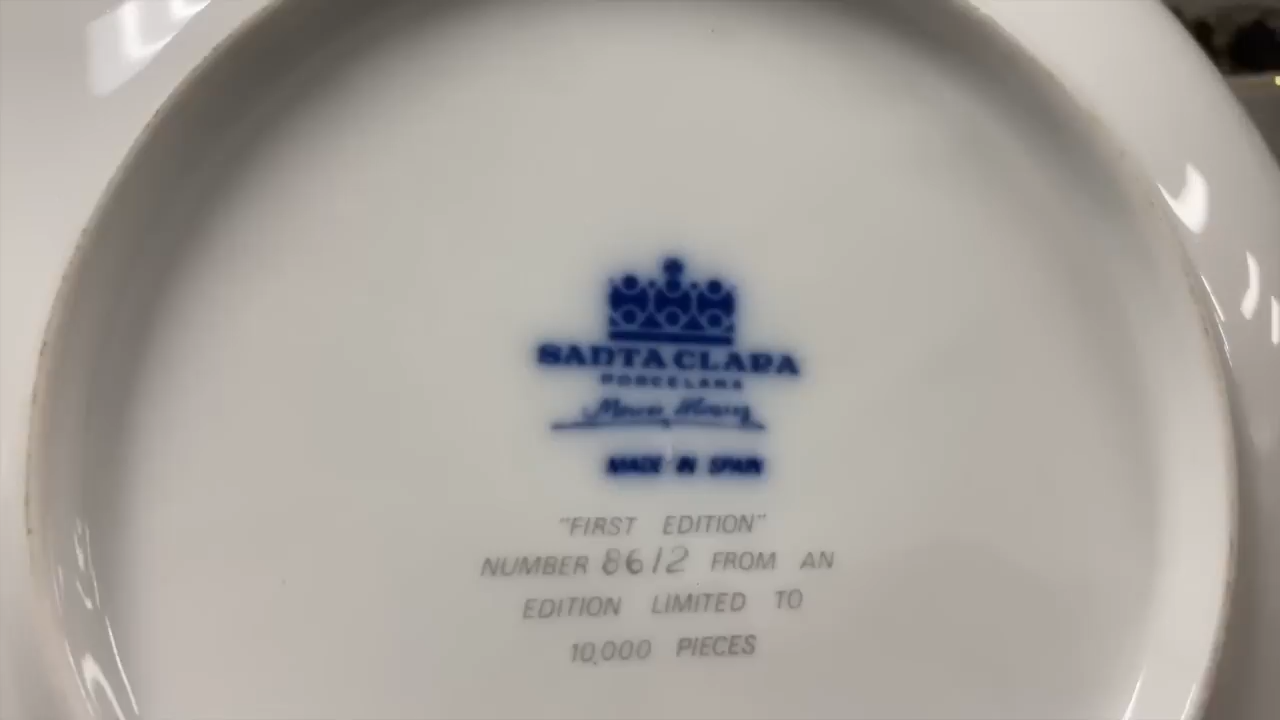 SANTA CLARA
PORCELANA
MADE IN SPAIN
"FIRST EDITION"
NUMBER 8612 FROM AN
EDITION LIMITED TO
10,000 PIECES